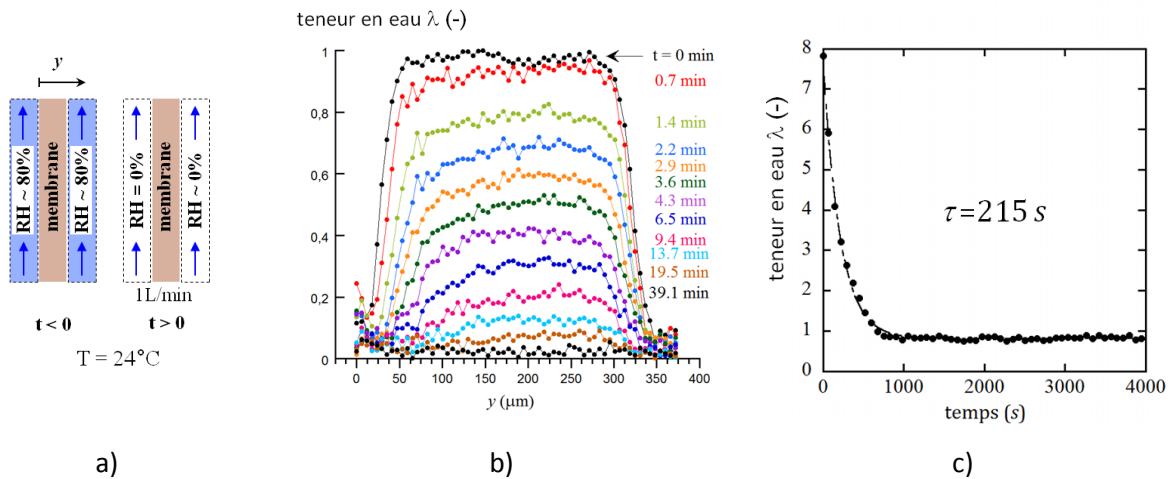 y
RH ~ 80%
membrane
RH ~ 80%
RH = 0%
membrane
RH ~ 0%
1L/min
t < 0
t > 0
T = 24°C
a)
teneur en eau λ (-)
1
0,8
0,6
0,4
0,2
0
0
50
100
150
200
250
300
350
400
y (μm)
t = 0 min
0.7 min
1.4 min
2.2 min
2.9 min
3.6 min
4.3 min
6.5 min
9.4 min
13.7 min
19.5 min
39.1 min
b)
teneur en eau λ (-)
8
7
6
5
4
3
2
1
0
0
1000
2000
3000
4000
temps (s)
τ=215 s
c)